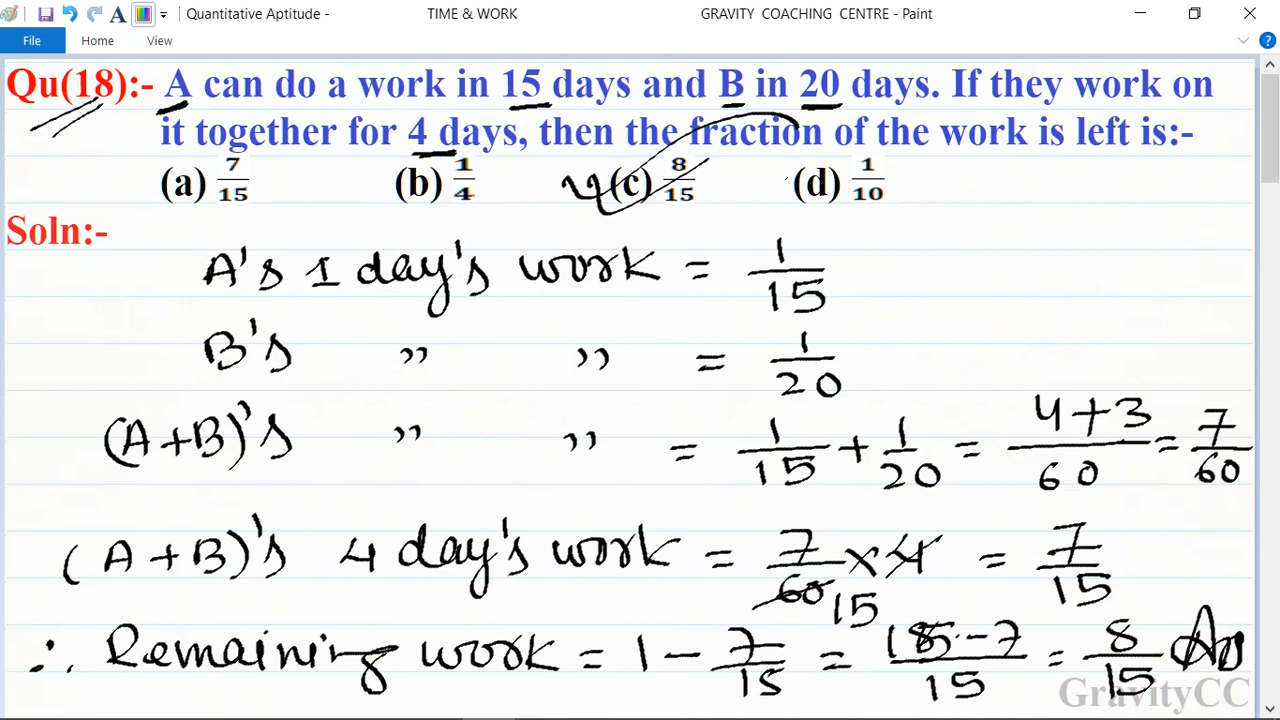 Quantitative Aptitude - TIME & WORK GRAVITY COACHING CENTRE - Paint
File Home View
Qu(18):- A can do a work in 15 days and B in 20 days. If they work on
it together for 4 days, then the fraction of the work is left is:-
(a) 7/15 (b) 1/4 (c) 8/15 (d) 1/10
Soln:-
A's 1 day's work = 1/15
B's " " = 1/20
(A+B)'s " " = 1/15 + 1/20 = 4+3/60 = 7/60
(A+B)'s 4 day's work = 7/60 × 4 = 7/15
15
∴ Remaining work = 1 - 7/15 = 15-7/15 = 8/15
GravityCC